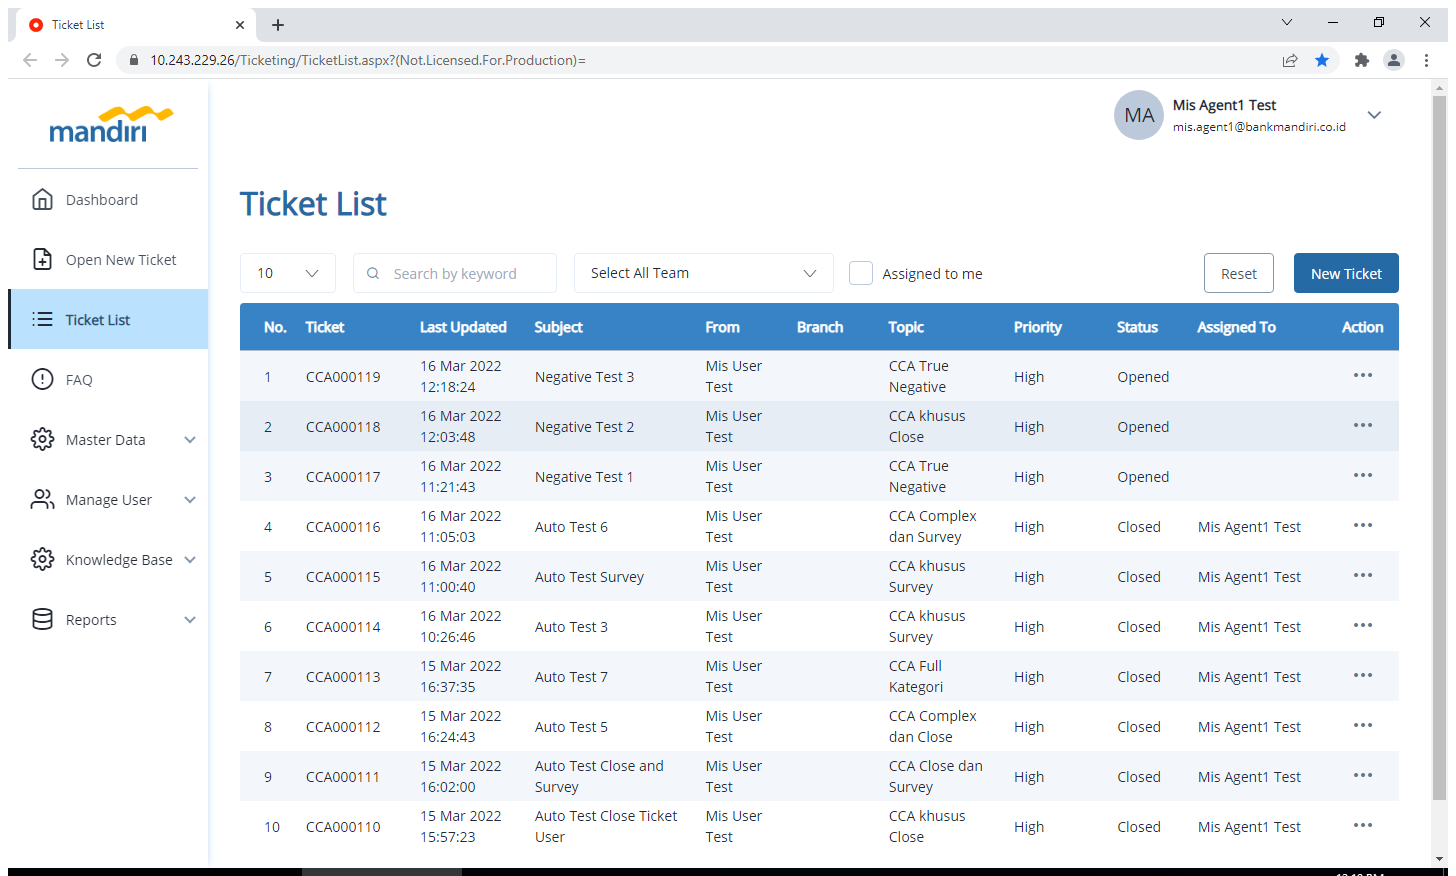 Ticket List
10.243.229.26/Ticketing/TicketList.aspx?(Not.Licensed.For.Production)=
mandiri
MA
Mis Agent1 Test
mis.agent1@bankmandiri.co.id
Dashboard
Open New Ticket
Ticket List
FAQ
Master Data
Manage User
Knowledge Base
Reports
Ticket List
10
Search by keyword
Select All Team
Assigned to me
Reset
New Ticket
No. Ticket Last Updated Subject From Branch Topic Priority Status Assigned To Action
1 CCA000119 16 Mar 2022 12:18:24 Negative Test 3 Mis User Test CCA True Negative High Opened
2 CCA000118 16 Mar 2022 12:03:48 Negative Test 2 Mis User Test CCA khusus Close High Opened
3 CCA000117 16 Mar 2022 11:21:43 Negative Test 1 Mis User Test CCA True Negative High Opened
4 CCA000116 16 Mar 2022 11:05:03 Auto Test 6 Mis User Test CCA Complex dan Survey High Closed Mis Agent1 Test
5 CCA000115 16 Mar 2022 11:00:40 Auto Test Survey Mis User Test CCA khusus Survey High Closed Mis Agent1 Test
6 CCA000114 16 Mar 2022 10:26:46 Auto Test 3 Mis User Test CCA khusus Survey High Closed Mis Agent1 Test
7 CCA000113 15 Mar 2022 16:37:35 Auto Test 7 Mis User Test CCA Full Kategori High Closed Mis Agent1 Test
8 CCA000112 15 Mar 2022 16:24:43 Auto Test 5 Mis User Test CCA Complex dan Close High Closed Mis Agent1 Test
9 CCA000111 15 Mar 2022 16:02:00 Auto Test Close and Survey Mis User Test CCA Close dan Survey High Closed Mis Agent1 Test
10 CCA000110 15 Mar 2022 15:57:23 Auto Test Close Ticket User Mis User Test CCA khusus Close High Closed Mis Agent1 Test